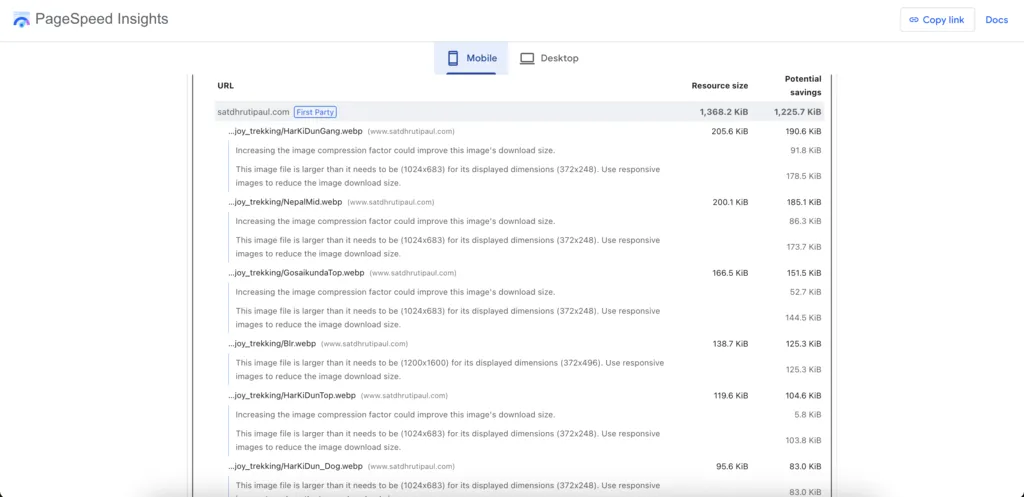 PageSpeed Insights
Copy link
Docs
Mobile
Desktop
URL
Resource size
Potential
savings
satdhrutipaul.com First Party 1,368.2 KiB 1,225.7 KiB
...joy_trekking/HarKiDunGang.webp (www.satdhrutipaul.com) 205.6 KiB 190.6 KiB
Increasing the image compression factor could improve this image's download size. 91.8 KiB
This image file is larger than it needs to be (1024x683) for its displayed dimensions (372x248). Use responsive
images to reduce the image download size. 178.5 KiB
...joy_trekking/NepalMid.webp (www.satdhrutipaul.com) 200.1 KiB 185.1 KiB
Increasing the image compression factor could improve this image's download size. 86.3 KiB
This image file is larger than it needs to be (1024x683) for its displayed dimensions (372x248). Use responsive
images to reduce the image download size. 173.7 KiB
...joy_trekking/GosaikundaTop.webp (www.satdhrutipaul.com) 166.5 KiB 151.5 KiB
Increasing the image compression factor could improve this image's download size. 52.7 KiB
This image file is larger than it needs to be (1024x683) for its displayed dimensions (372x248). Use responsive
images to reduce the image download size. 144.5 KiB
...joy_trekking/Blr.webp (www.satdhrutipaul.com) 138.7 KiB 125.3 KiB
This image file is larger than it needs to be (1200x1600) for its displayed dimensions (372x496). Use responsive
images to reduce the image download size. 125.3 KiB
...joy_trekking/HarKiDunTop.webp (www.satdhrutipaul.com) 119.6 KiB 104.6 KiB
Increasing the image compression factor could improve this image's download size. 5.8 KiB
This image file is larger than it needs to be (1024x683) for its displayed dimensions (372x248). Use responsive
images to reduce the image download size. 103.8 KiB
...joy_trekking/HarKiDun_Dog.webp (www.satdhrutipaul.com) 95.6 KiB 83.0 KiB
This image file is larger than it needs to be (1024x683) for its displayed dimensions (372x248). Use responsive
images to reduce the image download size. 83.0 KiB